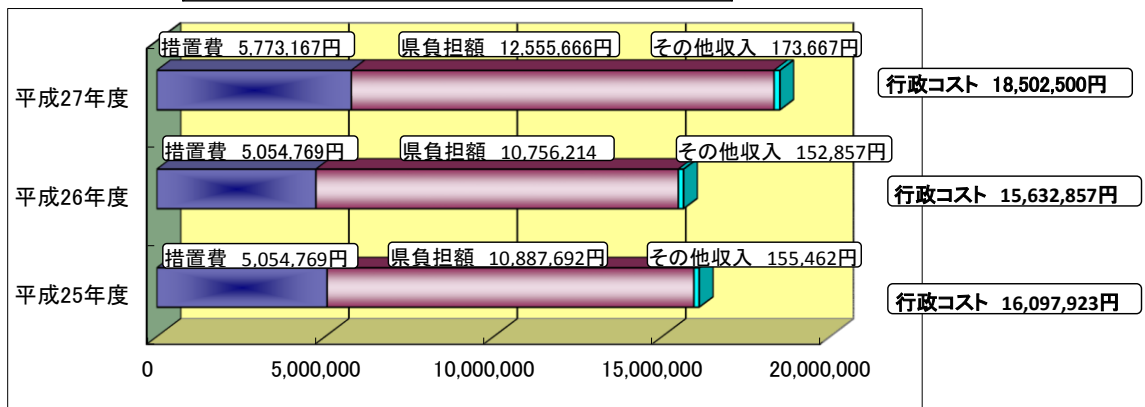 措置費 5,773,167円 県負担額 12,555,666円 その他収入 173,667円
平成27年度 行政コスト 18,502,500円
措置費 5,054,769円 県負担額 10,756,214 その他収入 152,857円
平成26年度 行政コスト 15,632,857円
措置費 5,054,769円 県負担額 10,887,692円 その他収入 155,462円
平成25年度 行政コスト 16,097,923円
0 5,000,000 10,000,000 15,000,000 20,000,000